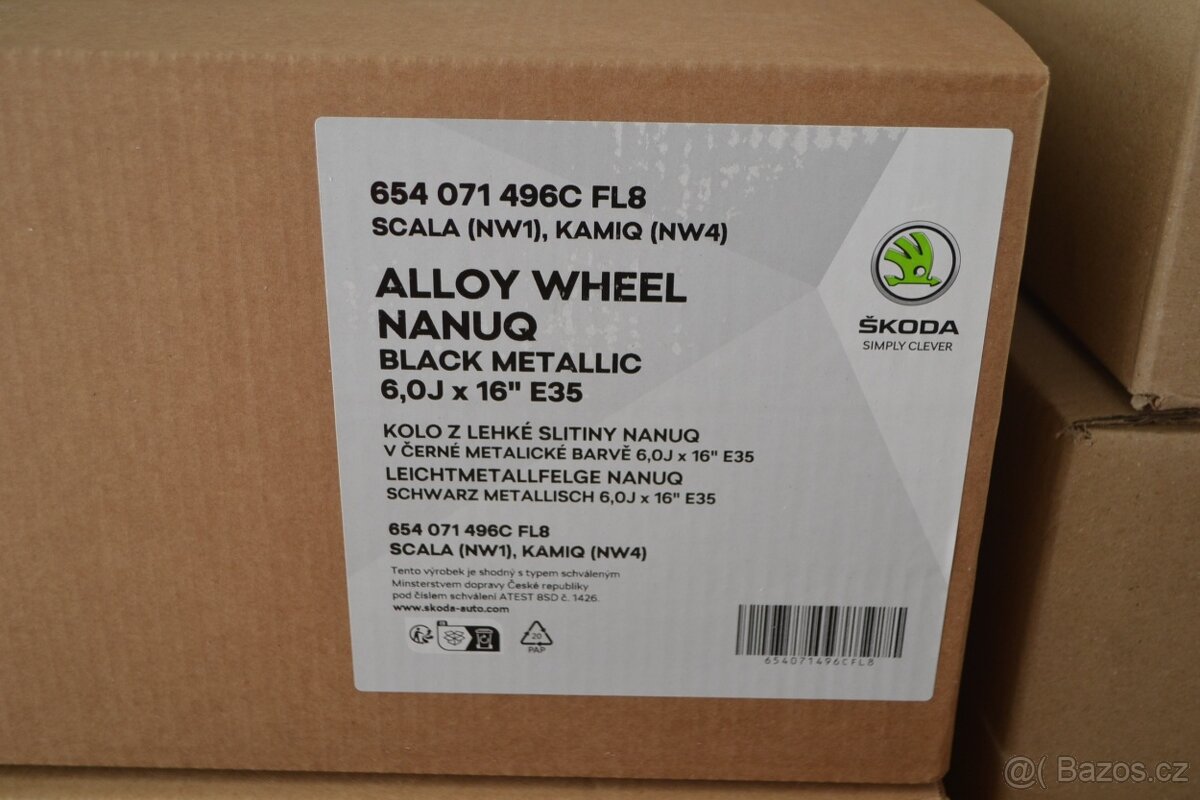 654 071 496C FL8
SCALA (NW1), KAMIQ (NW4)
ALLOY WHEEL
NANUQ
BLACK METALLIC
6,0J x 16" E35
KOLO Z LEHKÉ SLITINY NANUQ
V ČERNÉ METALICKÉ BARVĚ 6,0J x 16" E35
LEICHTMETALLFELGE NANUQ
SCHWARZ METALLISCH 6,0J x 16" E35
654 071 496C FL8
SCALA (NW1), KAMIQ (NW4)
Tento výrobek je shodný s typem schváleným
Minsterstvem dopravy České republiky
pod číslem schválení ATEST 8SD č. 1426.
www.skoda-auto.com
20
PAP
ŠKODA
SIMPLY CLEVER
654071496CFL8
@( Bazos.cz